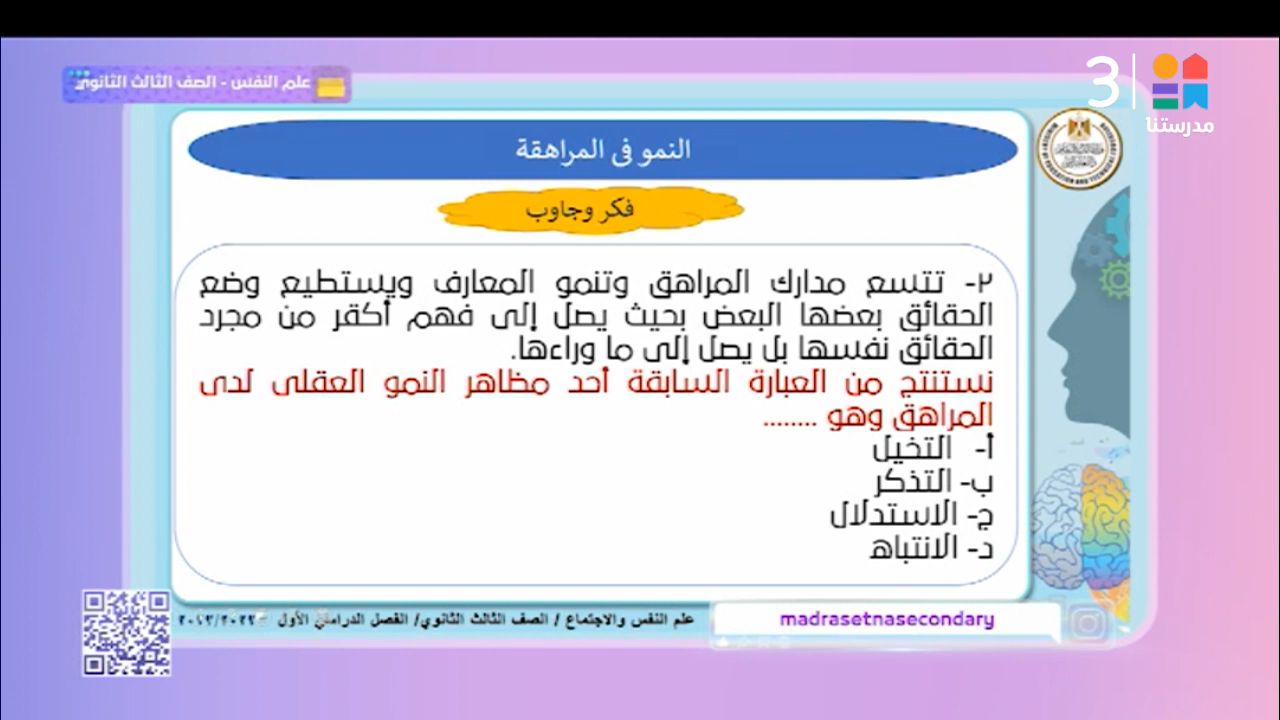 علم النفس - الصف الثالث الثانوي
3
مدرستنا
النمو فى المراهقة
فكر وجاوب
٢- تتسع مدارك المراهق وتنمو المعارف ويستطيع وضع
الحقائق بعضها البعض بحيث يصل إلى فهم أكقر من مجرد
الحقائق نفسها بل يصل إلى ما وراءها.
نستنتج من العبارة السابقة أحد مظاهر النمو العقلى لدى
المراهق وهو ........
أ- التخيل
ب- التذكر
ج- الاستدلال
د- الانتباه
علم النفس والاجتماع / الصف الثالث الثانوي/ الفصل الدراسي الأول
madrasetnasecondary